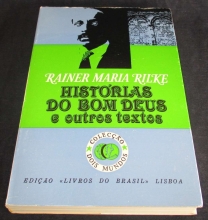 RAINER MARIA RILKE
HISTÓRIAS
DO BOM DEUS
e outros textos
COLECÇÃO
DOIS MUNDOS
EDIÇÃO «LIVROS DO BRASIL» LISBOA